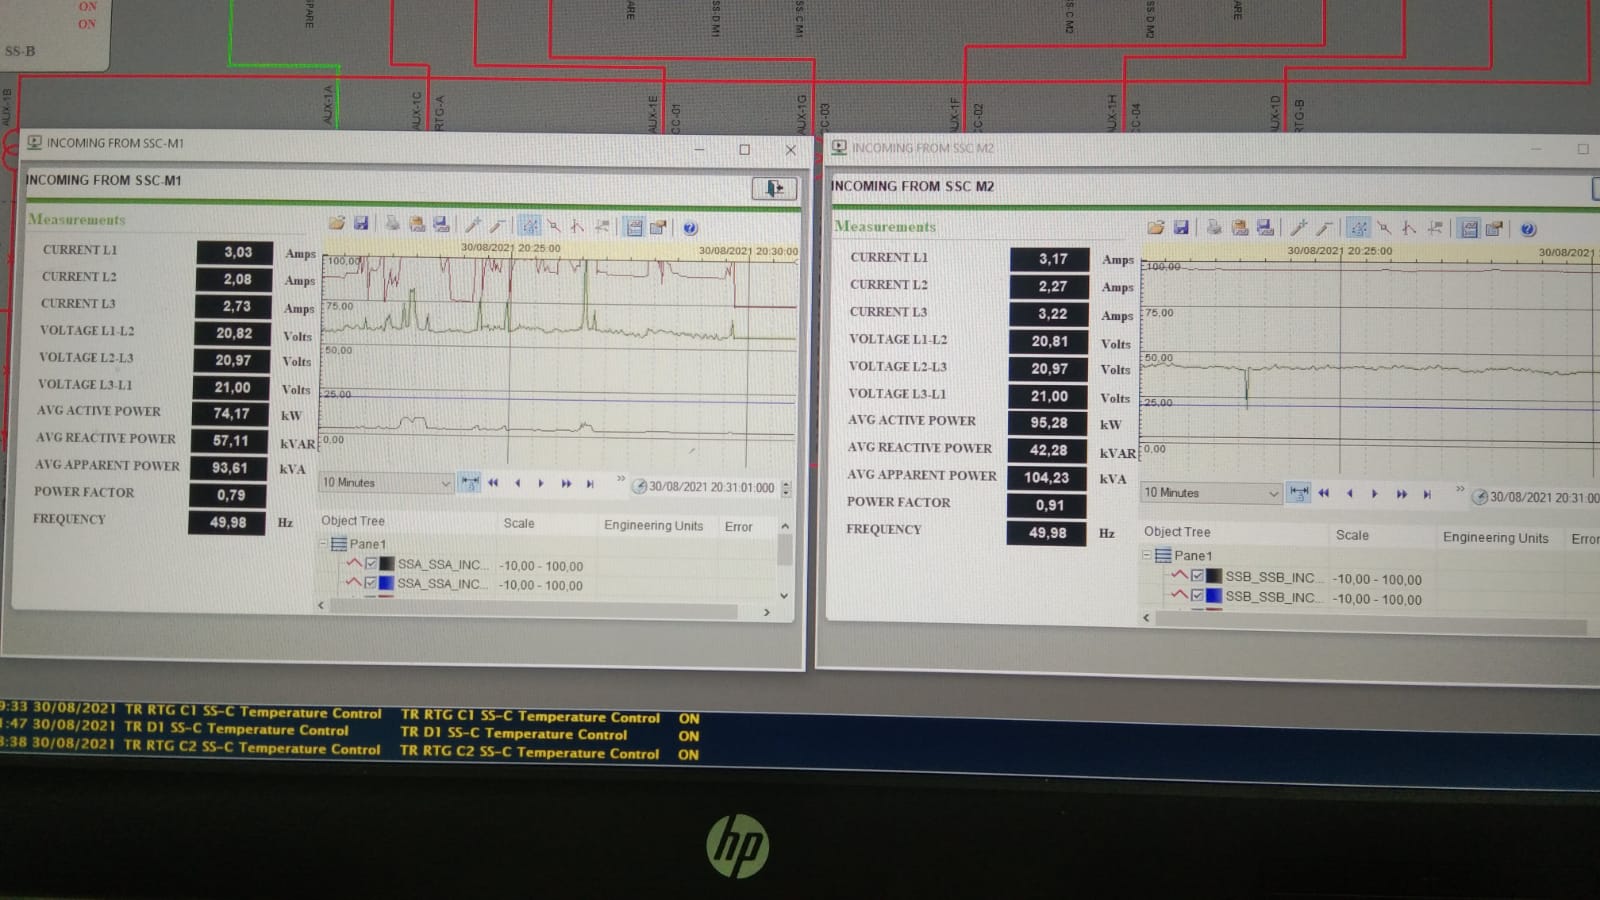 ON
ON
SS-B
AUX-1B
AUX-1A
AUX-1C
RTG-A
AUX-1E
CC-01
AUX-1G
CC-03
AUX-1F
CC-02
AUX-1H
CC-04
AUX-1D
RTG-B
SS-D M1
SS C M1
SS C M2
SS D M2
INCOMING FROM SSC-M1
INCOMING FROM SSC-M1
Measurements
CURRENT L1 3,03 Amps
CURRENT L2 2,08 Amps
CURRENT L3 2,73 Amps
VOLTAGE L1-L2 20,82 Volts
VOLTAGE L2-L3 20,97 Volts
VOLTAGE L3-L1 21,00 Volts
AVG ACTIVE POWER 74,17 kW
AVG REACTIVE POWER 57,11 kVAR
AVG APPARENT POWER 93,61 kVA
POWER FACTOR 0,79
FREQUENCY 49,98 Hz
30/08/2021 20:25:00 30/08/2021 20:30:00
100,00
75,00
50,00
25,00
0,00
10 Minutes 30/08/2021 20:31:01:000
Object Tree Scale Engineering Units Error
Pane1
SSA_SSA_INC... -10,00 - 100,00
SSA_SSA_INC... -10,00 - 100,00
INCOMING FROM SSC M2
INCOMING FROM SSC M2
Measurements
CURRENT L1 3,17 Amps
CURRENT L2 2,27 Amps
CURRENT L3 3,22 Amps
VOLTAGE L1-L2 20,81 Volts
VOLTAGE L2-L3 20,97 Volts
VOLTAGE L3-L1 21,00 Volts
AVG ACTIVE POWER 95,28 kW
AVG REACTIVE POWER 42,28 kVAR
AVG APPARENT POWER 104,23 kVA
POWER FACTOR 0,91
FREQUENCY 49,98 Hz
30/08/2021 20:25:00 30/08/2021
100,00
75,00
50,00
25,00
0,00
10 Minutes 30/08/2021 20:31:00
Object Tree Scale Engineering Units Error
Pane1
SSB_SSB_INC... -10,00 - 100,00
SSB_SSB_INC... -10,00 - 100,00
9:33 30/08/2021 TR RTG C1 SS-C Temperature Control TR RTG C1 SS-C Temperature Control ON
:47 30/08/2021 TR D1 SS-C Temperature Control TR D1 SS-C Temperature Control ON
8:38 30/08/2021 TR RTG C2 SS-C Temperature Control TR RTG C2 SS-C Temperature Control ON
hp